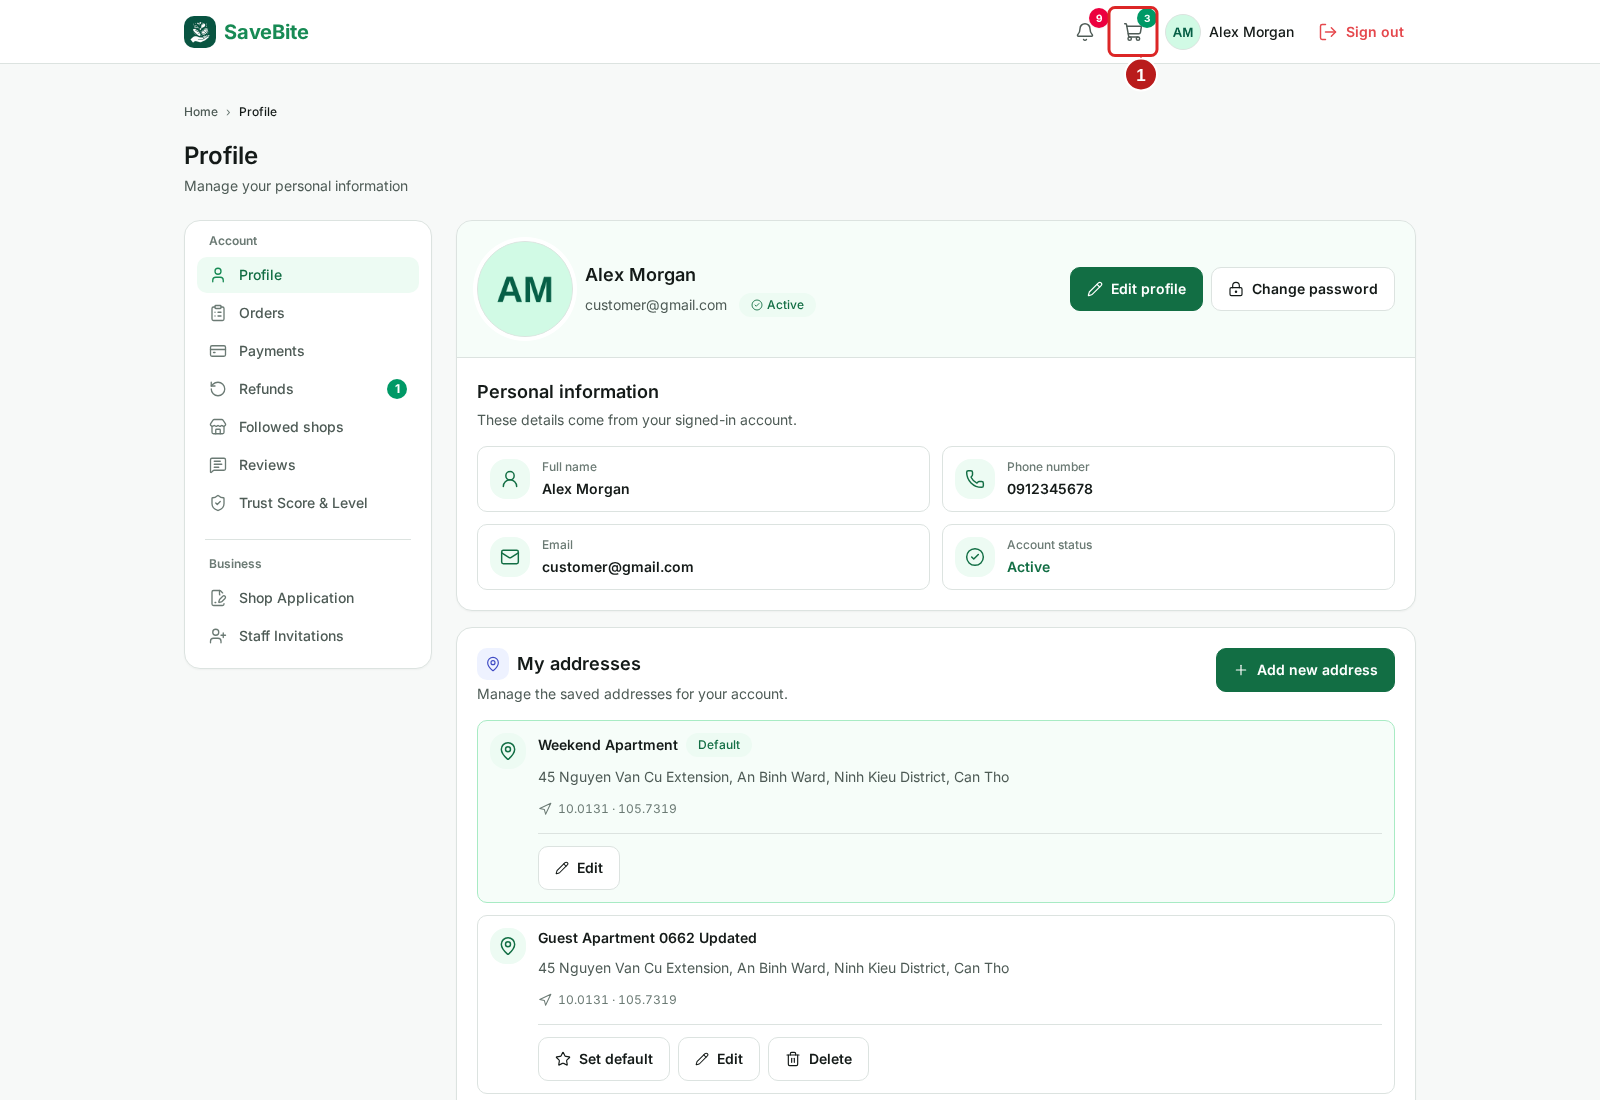 SaveBite
9
3
AM
Alex Morgan
Sign out
1
Home › Profile
Profile
Manage your personal information
Account
Profile
Orders
Payments
Refunds
1
Followed shops
Reviews
Trust Score & Level
Business
Shop Application
Staff Invitations
AM
Alex Morgan
customer@gmail.com
Active
Edit profile
Change password
Personal information
These details come from your signed-in account.
Full name
Alex Morgan
Phone number
0912345678
Email
customer@gmail.com
Account status
Active
My addresses
Manage the saved addresses for your account.
Add new address
Weekend Apartment
Default
45 Nguyen Van Cu Extension, An Binh Ward, Ninh Kieu District, Can Tho
10.0131 · 105.7319
Edit
Guest Apartment 0662 Updated
45 Nguyen Van Cu Extension, An Binh Ward, Ninh Kieu District, Can Tho
10.0131 · 105.7319
Set default
Edit
Delete